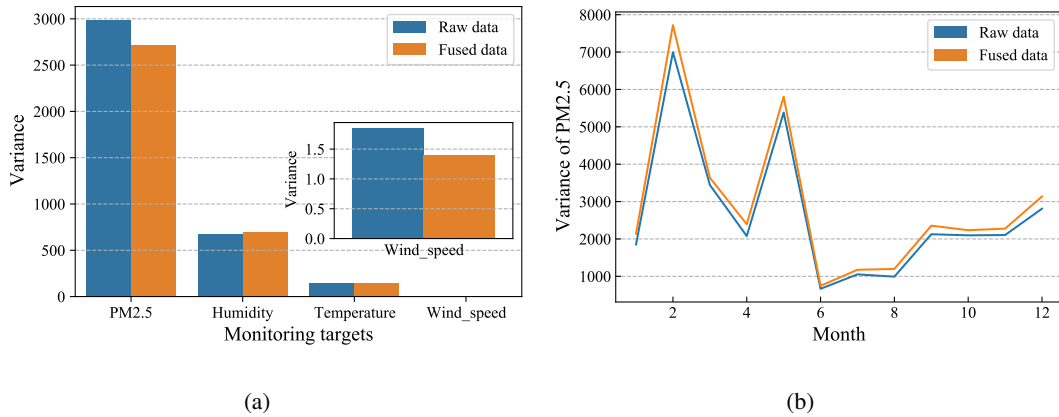 3000
2500
2000
1500
1000
500
0
Variance
Raw data
Fused data
1.5
1.0
0.5
0.0
Variance
Wind_speed
PM2.5 Humidity Temperature Wind_speed
Monitoring targets
(a)
8000
7000
6000
5000
4000
3000
2000
1000
Variance of PM2.5
Raw data
Fused data
2 4 6 8 10 12
Month
(b)